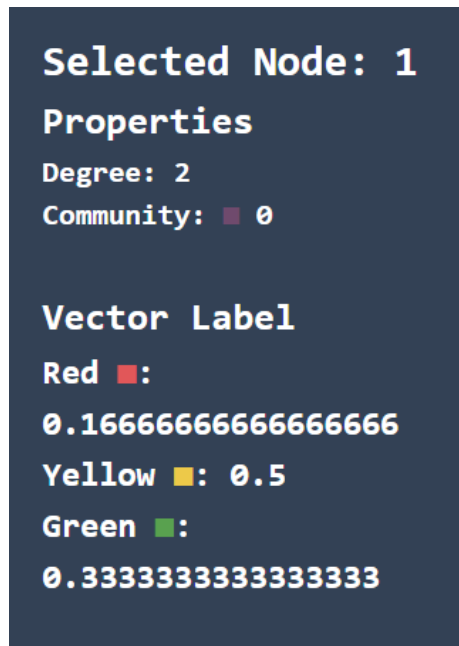 Selected Node: 1
Properties
Degree: 2
Community: 0
Vector Label
Red :
0.16666666666666666
Yellow : 0.5
Green :
0.3333333333333333